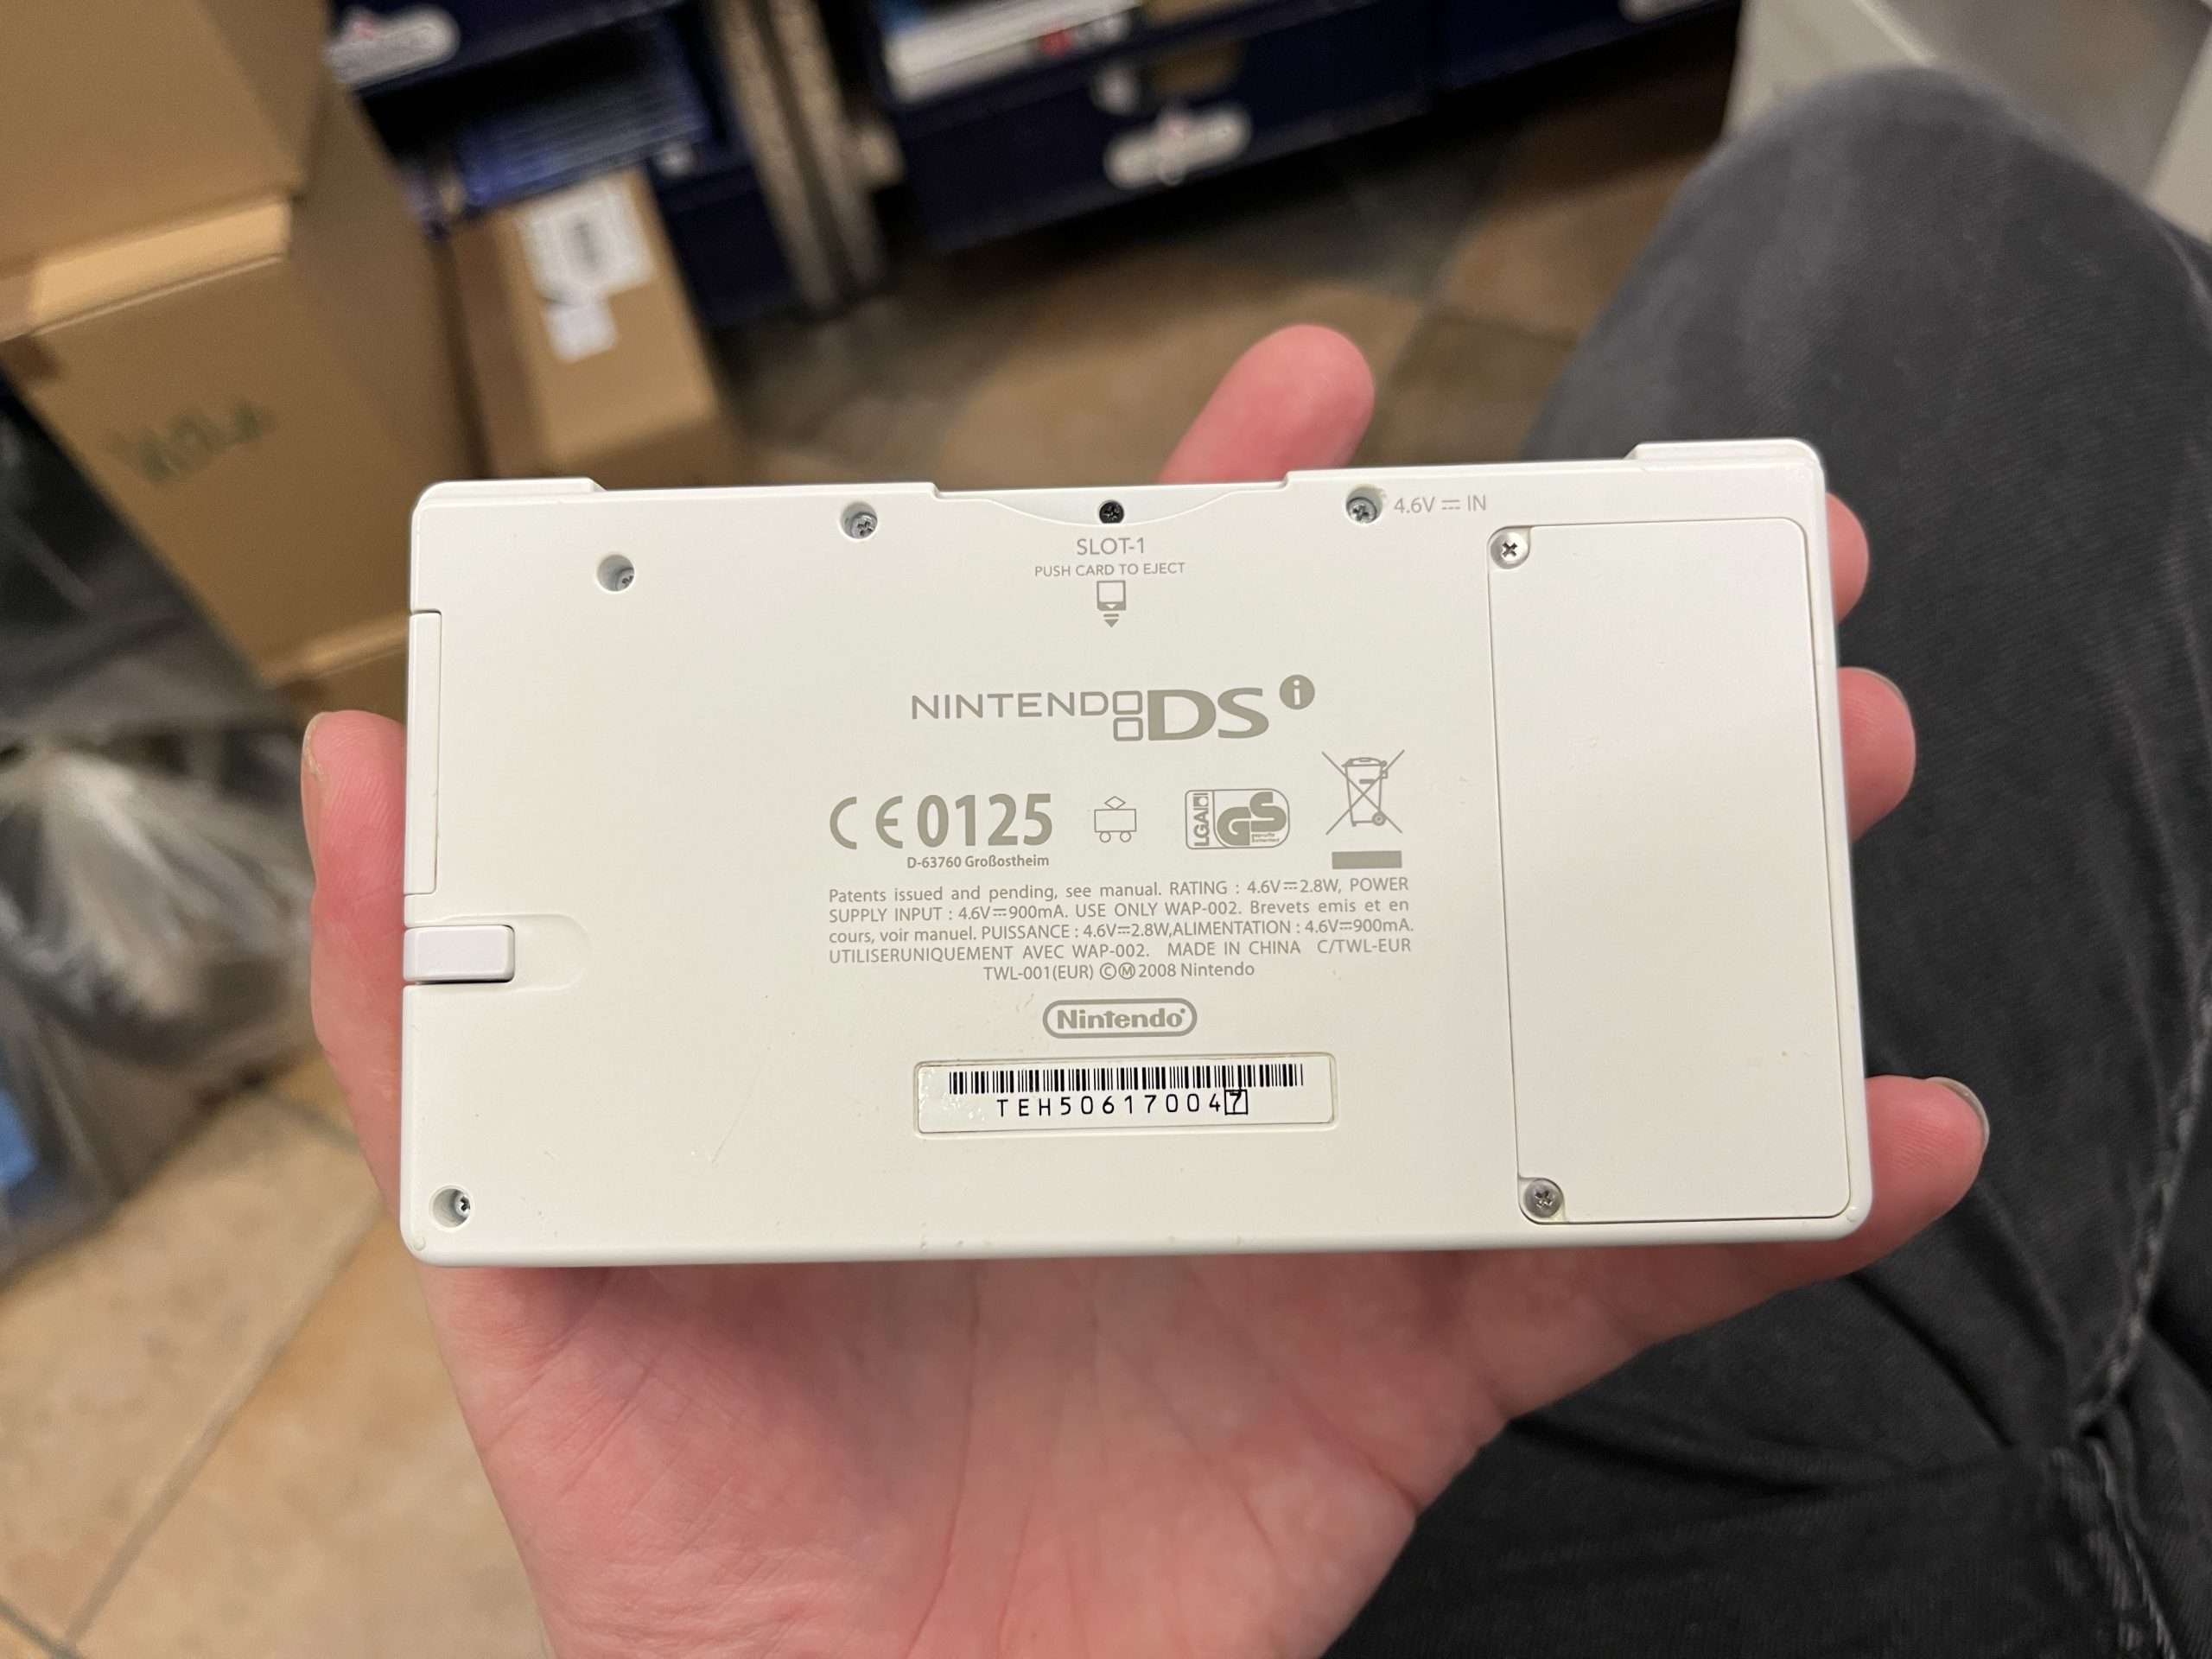 4.6V⎓IN
SLOT-1
PUSH CARD TO EJECT
NINTENDO DS i
CE 0125
LGA
GS
D-63760 Großostheim
Patents issued and pending, see manual. RATING : 4.6V⎓2.8W, POWER
SUPPLY INPUT : 4.6V⎓900mA. USE ONLY WAP-002. Brevets emis et en
cours, voir manuel. PUISSANCE : 4.6V⎓2.8W,ALIMENTATION : 4.6V⎓900mA.
UTILISERUNIQUEMENT AVEC WAP-002. MADE IN CHINA C/TWL-EUR
TWL-001(EUR) ©Ⓜ2008 Nintendo
Nintendo
TEH506170047